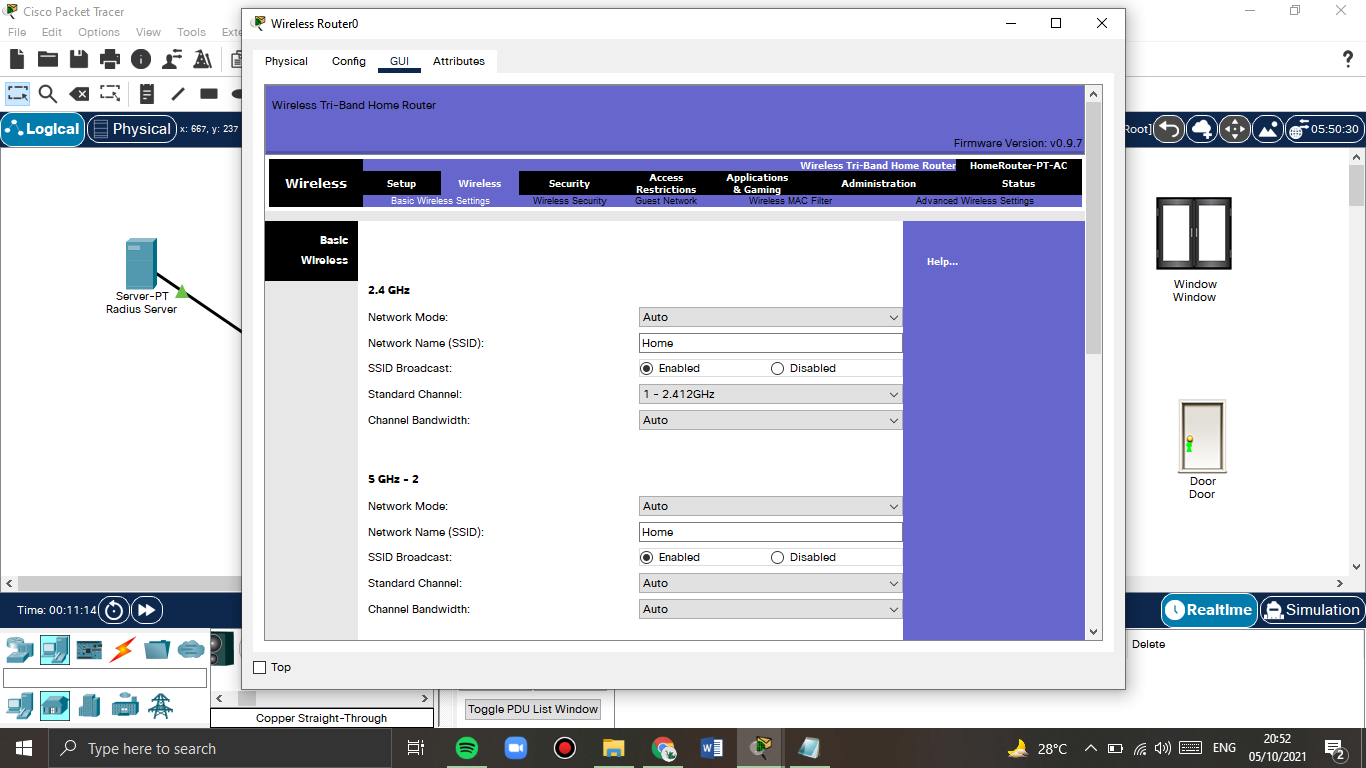 Cisco Packet Tracer
File Edit Options View Tools Exte
Logical Physical x: 667, y: 237
Root] 05:50:30
Server-PT
Radius Server
Window
Window
Door
Door
Wireless Router0
Physical Config GUI Attributes
Wireless Tri-Band Home Router
Firmware Version: v0.9.7
Wireless Tri-Band Home Router HomeRouter-PT-AC
Wireless Setup Wireless Security Access Restrictions Applications & Gaming Administration Status
Basic Wireless Settings Wireless Security Guest Network Wireless MAC Filter Advanced Wireless Settings
Basic
Wireless
Help...
2.4 GHz
Network Mode: Auto
Network Name (SSID): Home
SSID Broadcast: Enabled Disabled
Standard Channel: 1 - 2.412GHz
Channel Bandwidth: Auto
5 GHz - 2
Network Mode: Auto
Network Name (SSID): Home
SSID Broadcast: Enabled Disabled
Standard Channel: Auto
Channel Bandwidth: Auto
Top
Time: 00:11:14 Realtime Simulation
Delete
Toggle PDU List Window
Copper Straight-Through
Type here to search
28°C ENG
20:52
05/10/2021
2